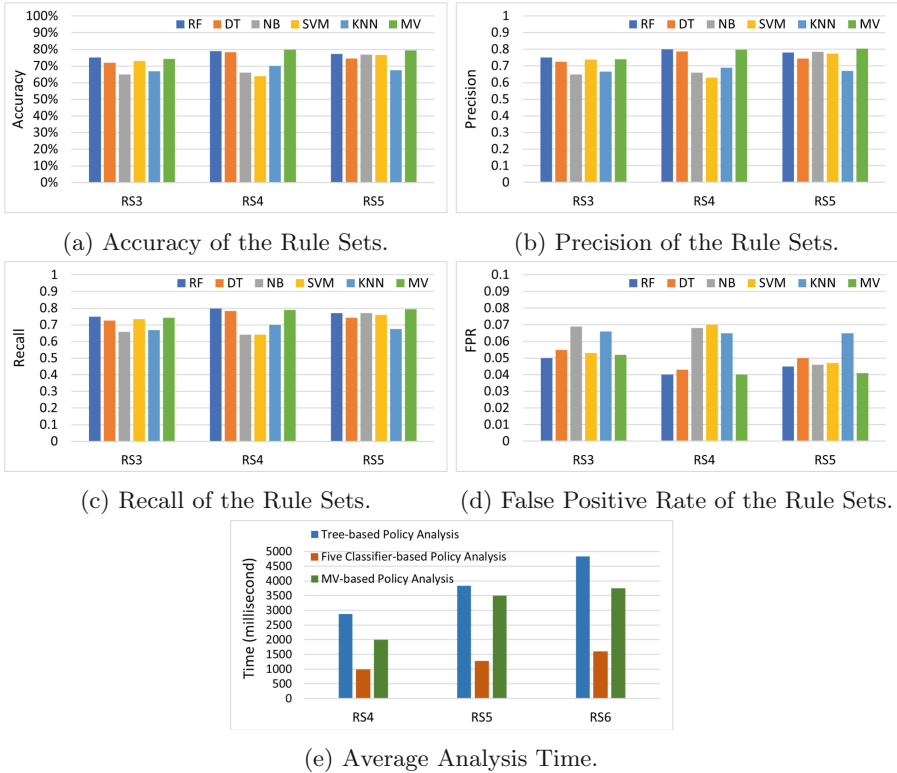 RF DT NB SVM KNN MV
100%
90%
80%
70%
60%
50%
40%
30%
20%
10%
0%
Accuracy
RS3 RS4 RS5
(a) Accuracy of the Rule Sets.
RF DT NB SVM KNN MV
1
0.9
0.8
0.7
0.6
0.5
0.4
0.3
0.2
0.1
0
Precision
RS3 RS4 RS5
(b) Precision of the Rule Sets.
RF DT NB SVM KNN MV
1
0.9
0.8
0.7
0.6
0.5
0.4
0.3
0.2
0.1
0
Recall
RS3 RS4 RS5
(c) Recall of the Rule Sets.
RF DT NB SVM KNN MV
0.1
0.09
0.08
0.07
0.06
0.05
0.04
0.03
0.02
0.01
0
FPR
RS3 RS4 RS5
(d) False Positive Rate of the Rule Sets.
Tree-based Policy Analysis
Five Classifier-based Policy Analysis
MV-based Policy Analysis
5000
4500
4000
3500
3000
2500
2000
1500
1000
500
0
Time (millisecond)
RS4 RS5 RS6
(e) Average Analysis Time.